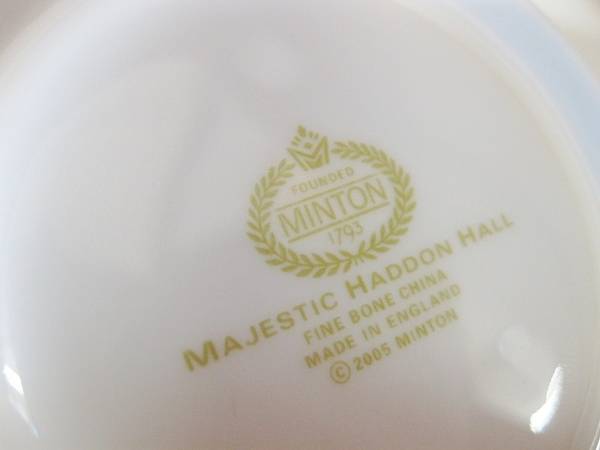 FOUNDED
MINTON
1793
MAJESTIC HADDON HALL
FINE BONE CHINA
MADE IN ENGLAND
© 2005 MINTON